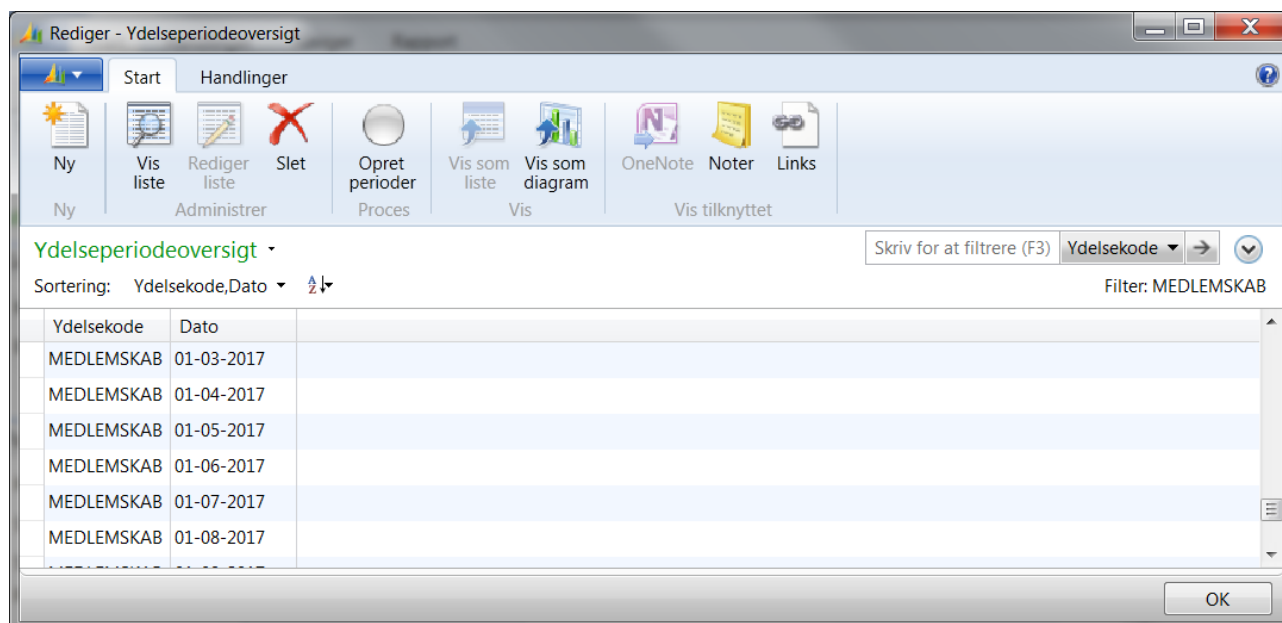 Rediger - Ydelseperiodeoversigt
Start Handlinger
Ny Vis liste Rediger liste Slet Opret perioder Vis som liste Vis som diagram OneNote Noter Links
Ny Administrer Proces Vis Vis tilknyttet
Ydelseperiodeoversigt Skriv for at filtrere (F3) Ydelsekode
Sortering: Ydelsekode,Dato Filter: MEDLEMSKAB
Ydelsekode Dato
MEDLEMSKAB 01-03-2017
MEDLEMSKAB 01-04-2017
MEDLEMSKAB 01-05-2017
MEDLEMSKAB 01-06-2017
MEDLEMSKAB 01-07-2017
MEDLEMSKAB 01-08-2017
OK